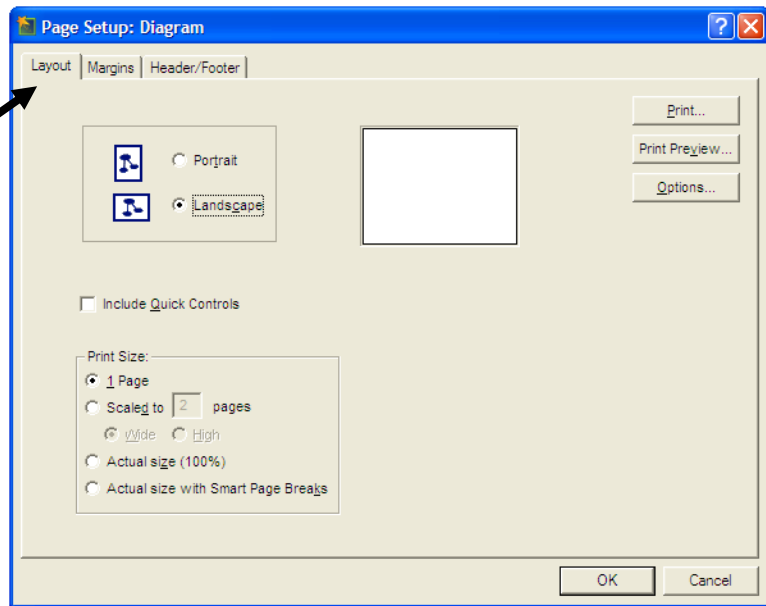 Page Setup: Diagram
Layout Margins Header/Footer
Print...
Portrait
Print Preview...
Landscape
Options...
Include Quick Controls
Print Size:
1 Page
Scaled to 2 pages
Wide High
Actual size (100%)
Actual size with Smart Page Breaks
OK Cancel